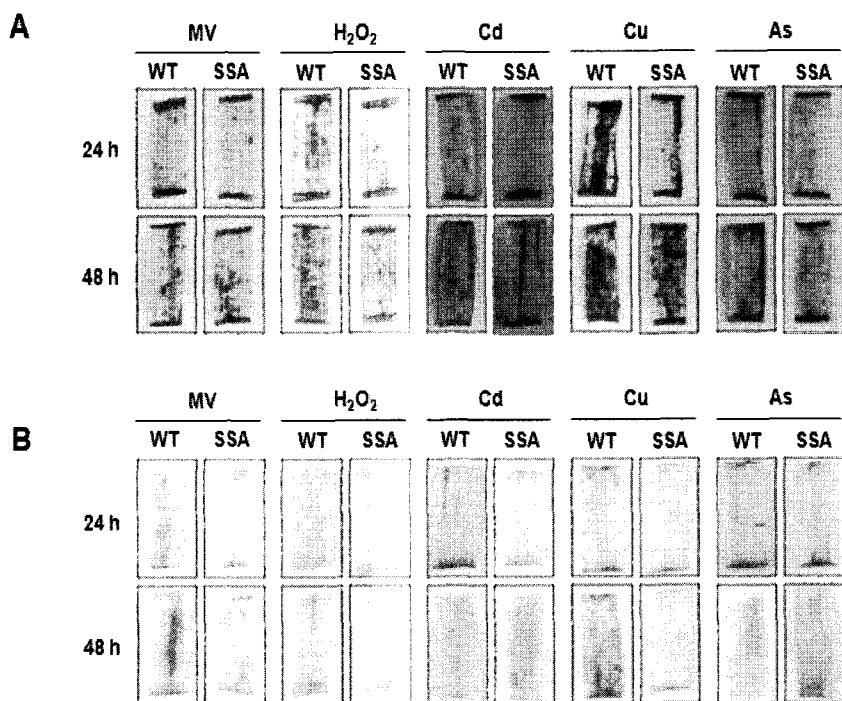 A
MV H₂O₂ Cd Cu As
WT SSA WT SSA WT SSA WT SSA WT SSA
24 h
48 h
MV H₂O₂ Cd Cu As
B
WT SSA WT SSA WT SSA WT SSA WT SSA
24 h
48 h